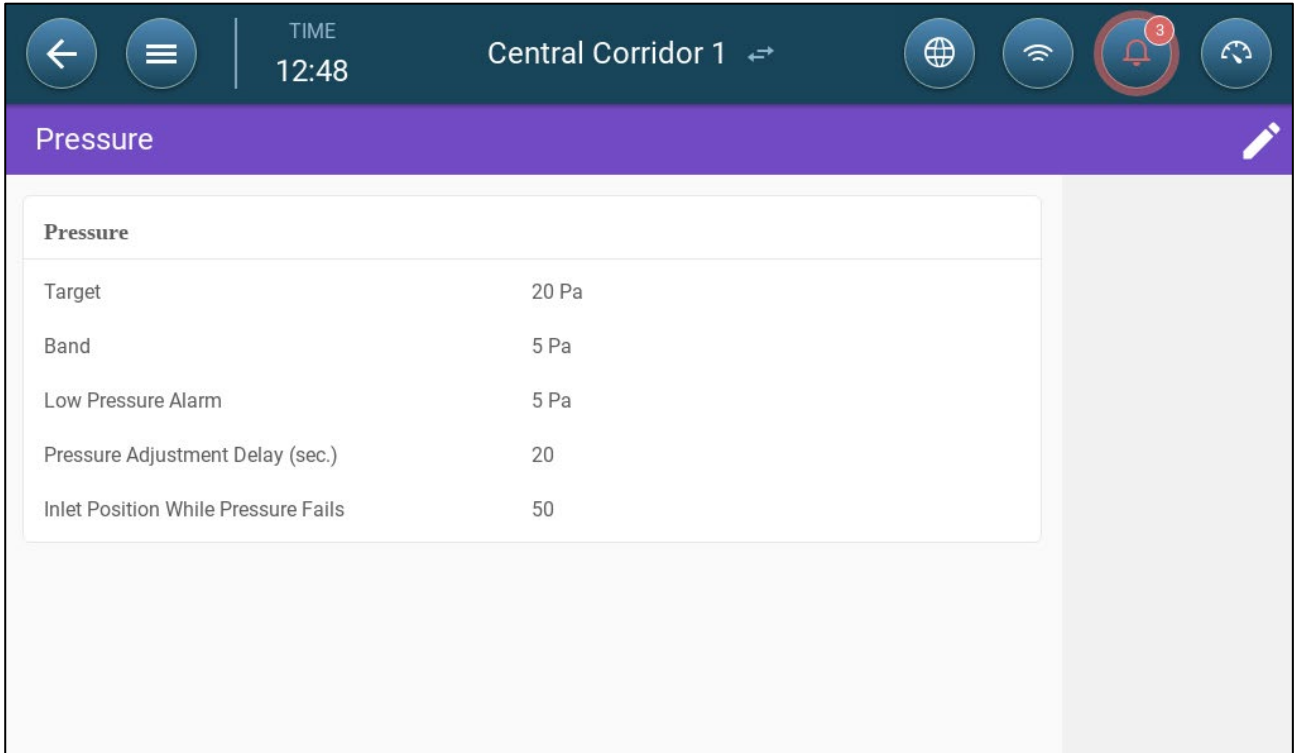 TIME
12:48
Central Corridor 1
3
Pressure
Pressure
Target 20 Pa
Band 5 Pa
Low Pressure Alarm 5 Pa
Pressure Adjustment Delay (sec.) 20
Inlet Position While Pressure Fails 50